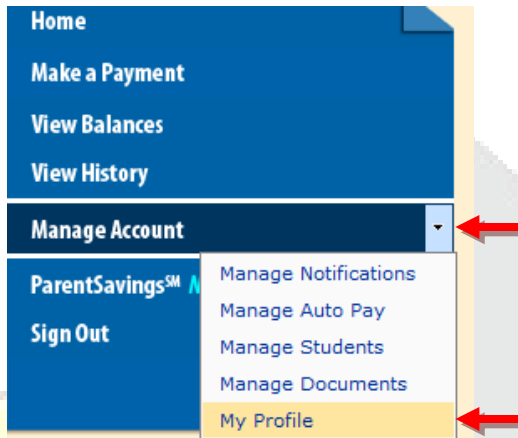 Home
Make a Payment
View Balances
View History
Manage Account
ParentSavings℠
Sign Out
Manage Notifications
Manage Auto Pay
Manage Students
Manage Documents
My Profile